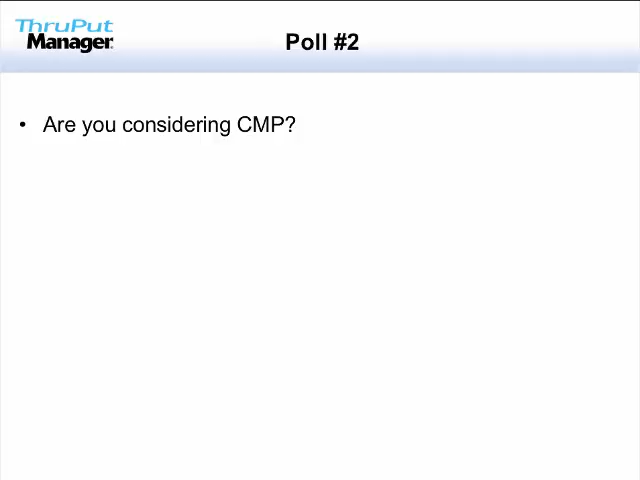 ThruPut
Manager
Poll #2
• Are you considering CMP?